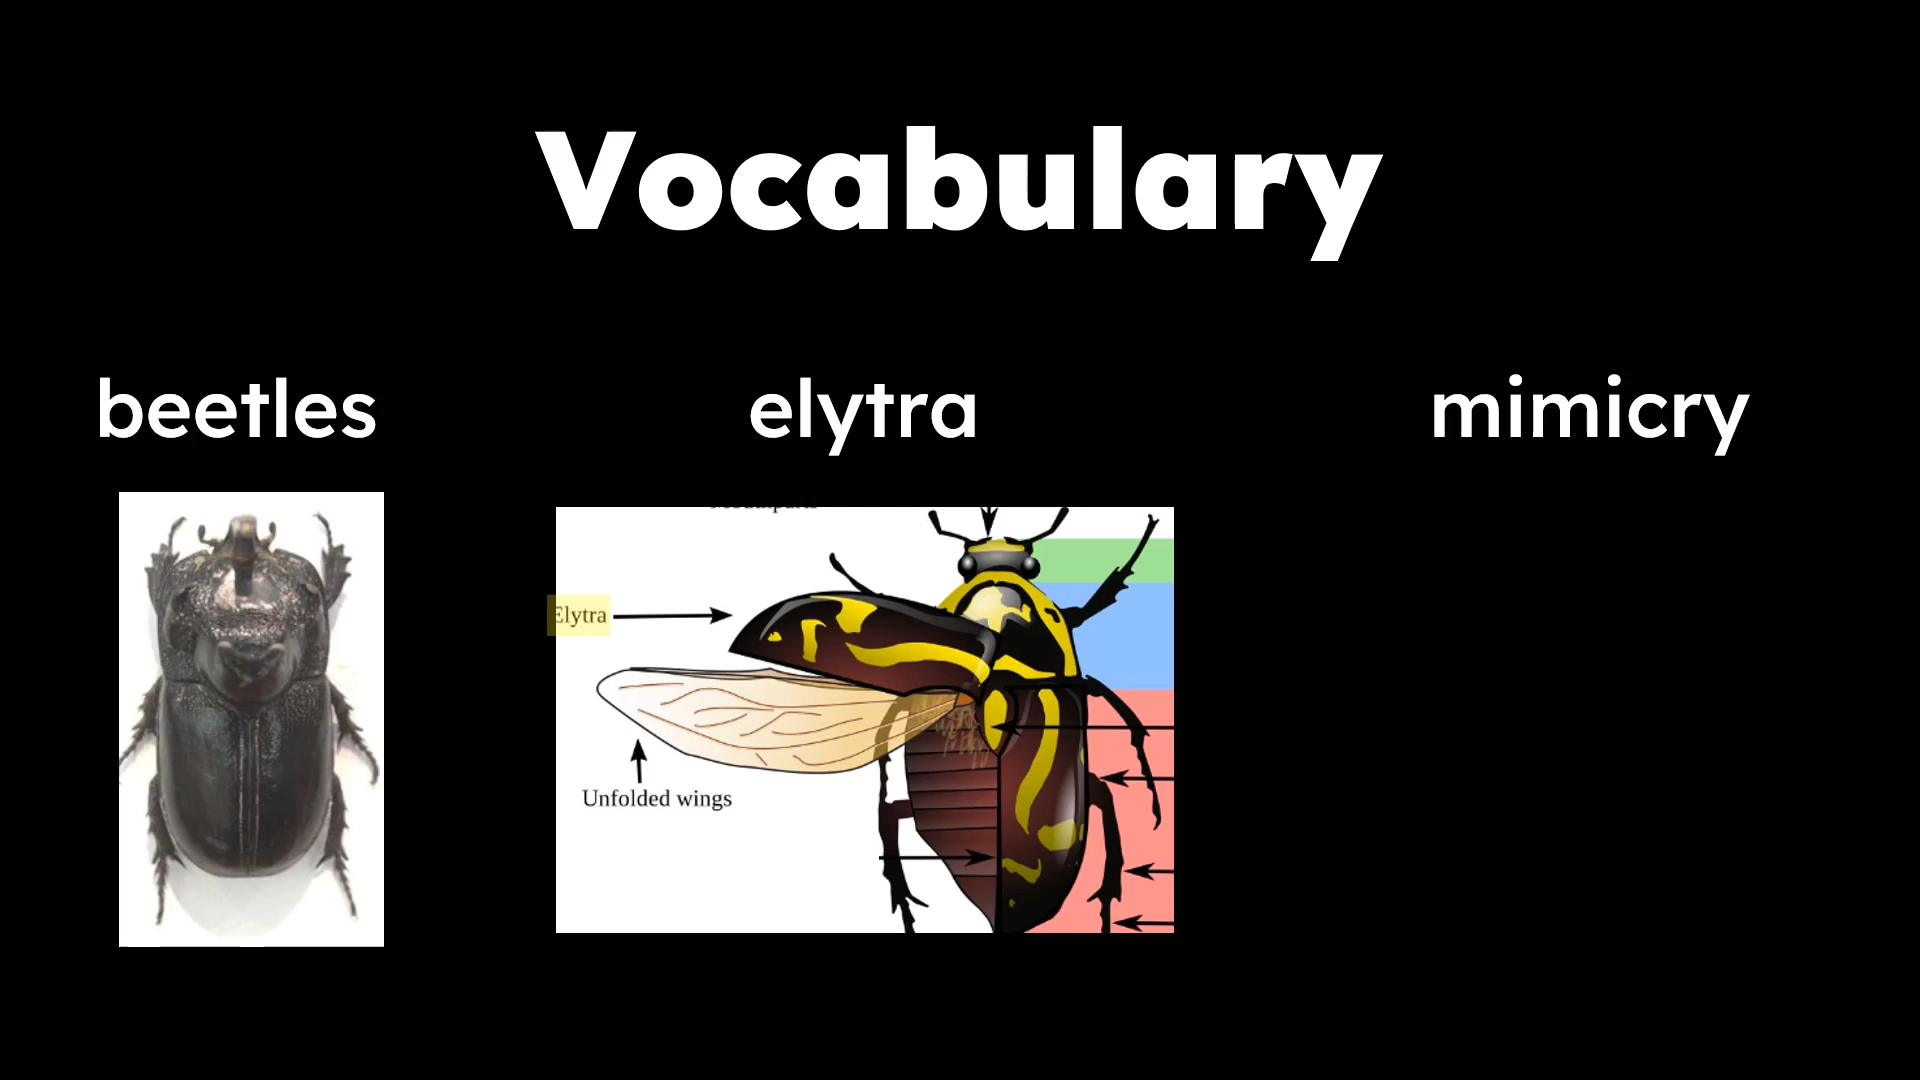 Vocabulary
beetles elytra mimicry
Elytra
Unfolded wings